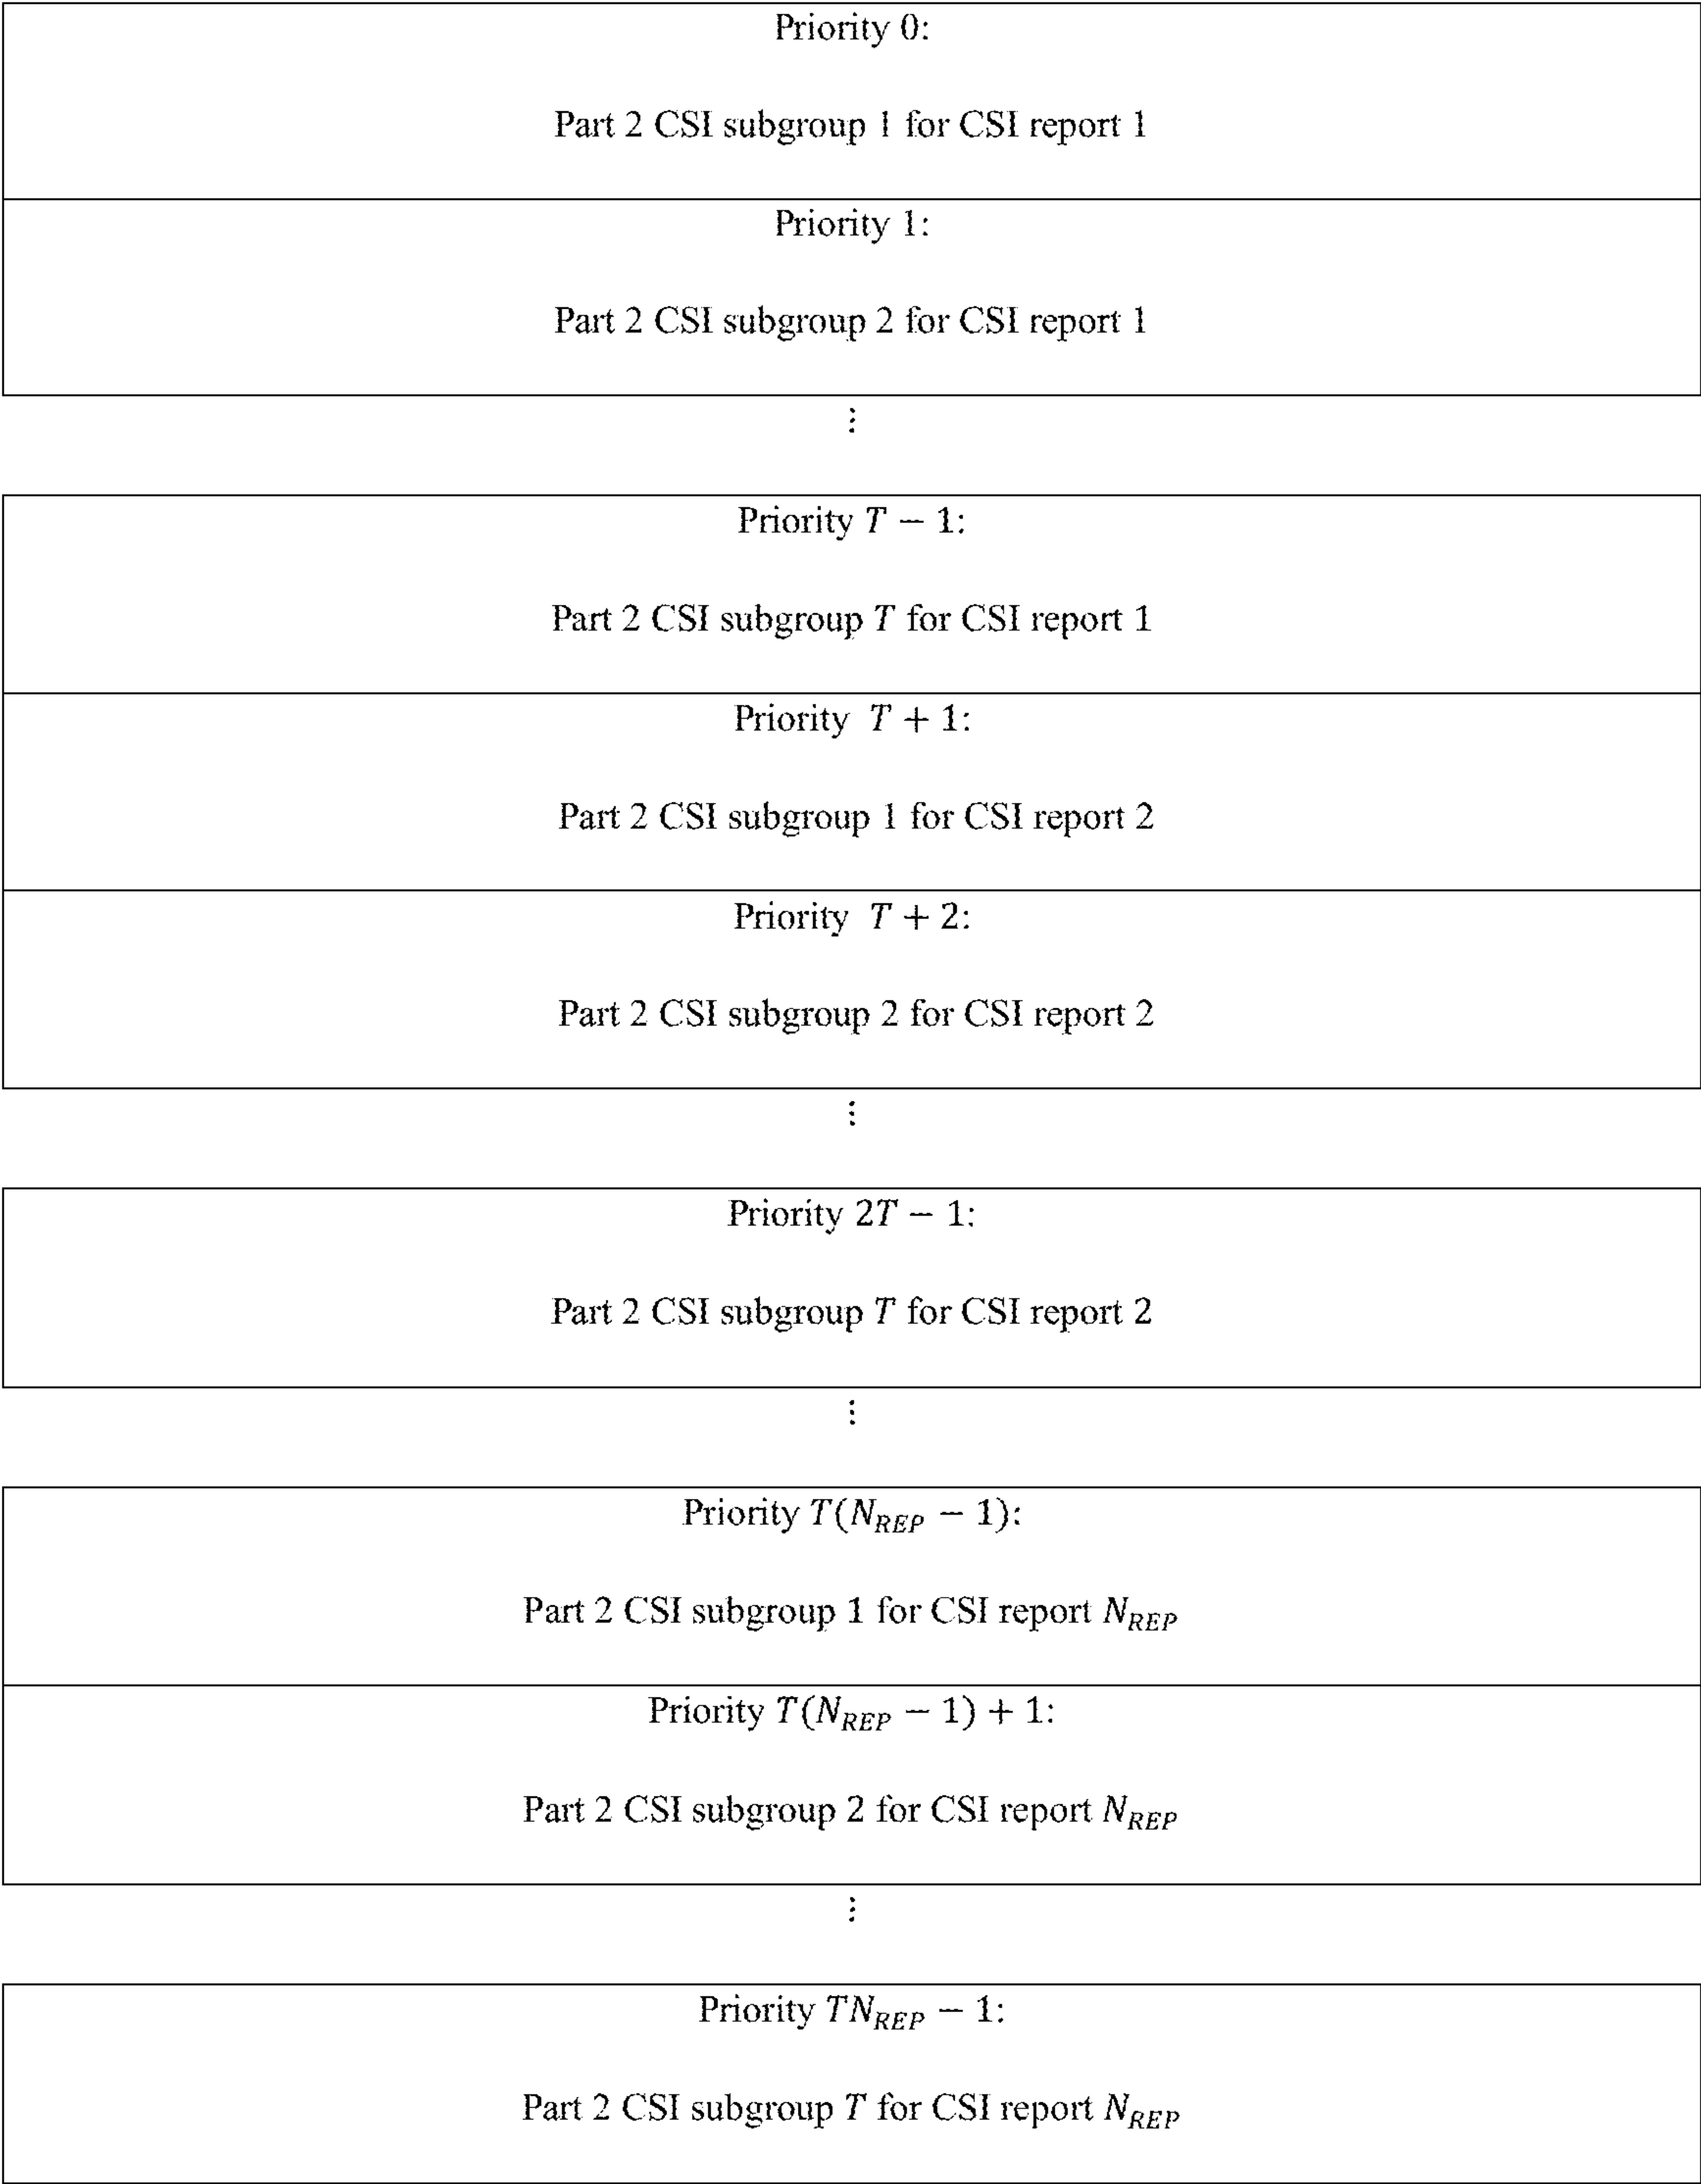 Priority 0:
Part 2 CSI subgroup 1 for CSI report 1
Priority 1:
Part 2 CSI subgroup 2 for CSI report 1
⋮
Priority T − 1:
Part 2 CSI subgroup T for CSI report 1
Priority T + 1:
Part 2 CSI subgroup 1 for CSI report 2
Priority T + 2:
Part 2 CSI subgroup 2 for CSI report 2
⋮
Priority 2T − 1:
Part 2 CSI subgroup T for CSI report 2
⋮
Priority T(N_REP − 1):
Part 2 CSI subgroup 1 for CSI report N_REP
Priority T(N_REP − 1) + 1:
Part 2 CSI subgroup 2 for CSI report N_REP
⋮
Priority TN_REP − 1:
Part 2 CSI subgroup T for CSI report N_REP